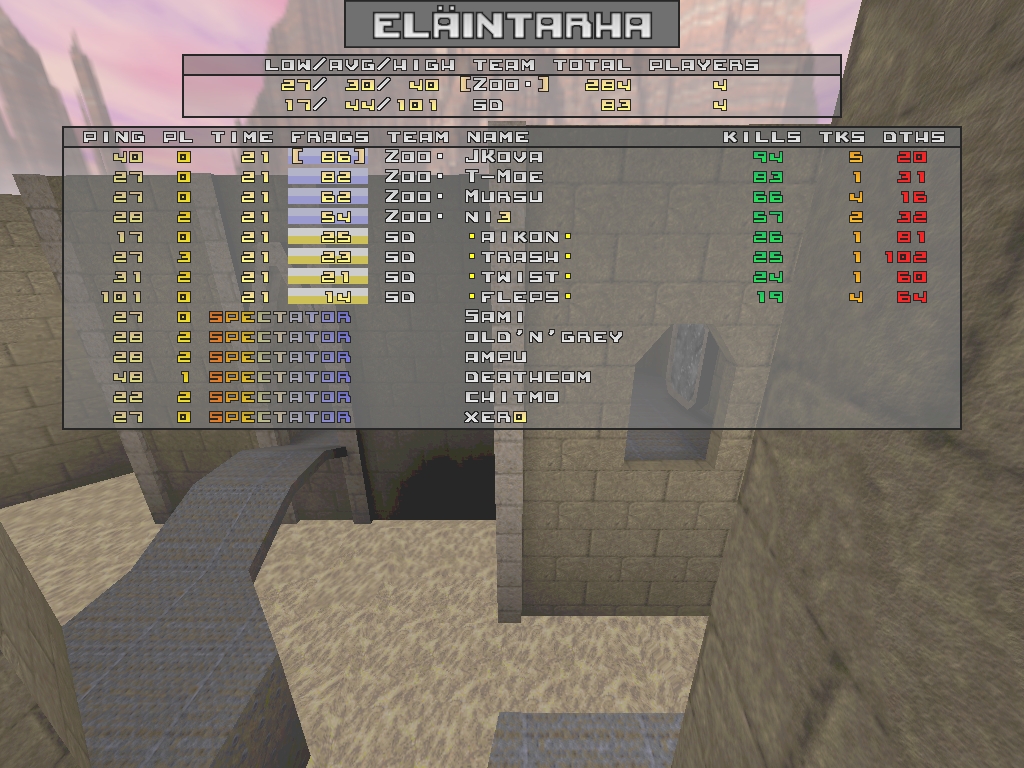 ELÄINTARHA
LOW/AVG/HIGH TEAM TOTAL PLAYERS
27/ 30/ 40 [ZOO·] 284 4
17/ 44/101 SD 83 4
PING PL TIME FRAGS TEAM NAME KILLS TKS DTHS
40 0 21 [ 86] ZOO· JKOVA 94 5 20
27 0 21 82 ZOO· T-MOE 83 1 31
27 0 21 62 ZOO· MURSU 66 4 16
28 2 21 54 ZOO· NI3 57 2 32
17 0 21 25 SD ·AIKON· 26 1 81
27 3 21 23 SD ·TRASH· 25 1 102
31 2 21 21 SD ·TWIST· 24 1 60
101 0 21 14 SD ·FLEPS· 19 4 64
27 0 SPECTATOR SAMI
28 2 SPECTATOR OLD'N'GREY
28 2 SPECTATOR AMPU
48 1 SPECTATOR DEATHCOM
22 2 SPECTATOR CHITMO
27 0 SPECTATOR XERO